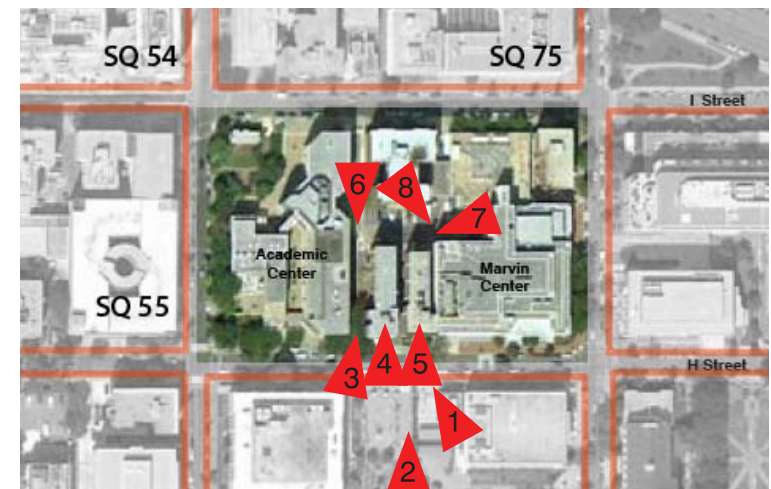 SQ 54
SQ 75
I Street
6
8
7
Academic
Center
Marvin
Center
SQ 55
H Street
3
4
5
1
2